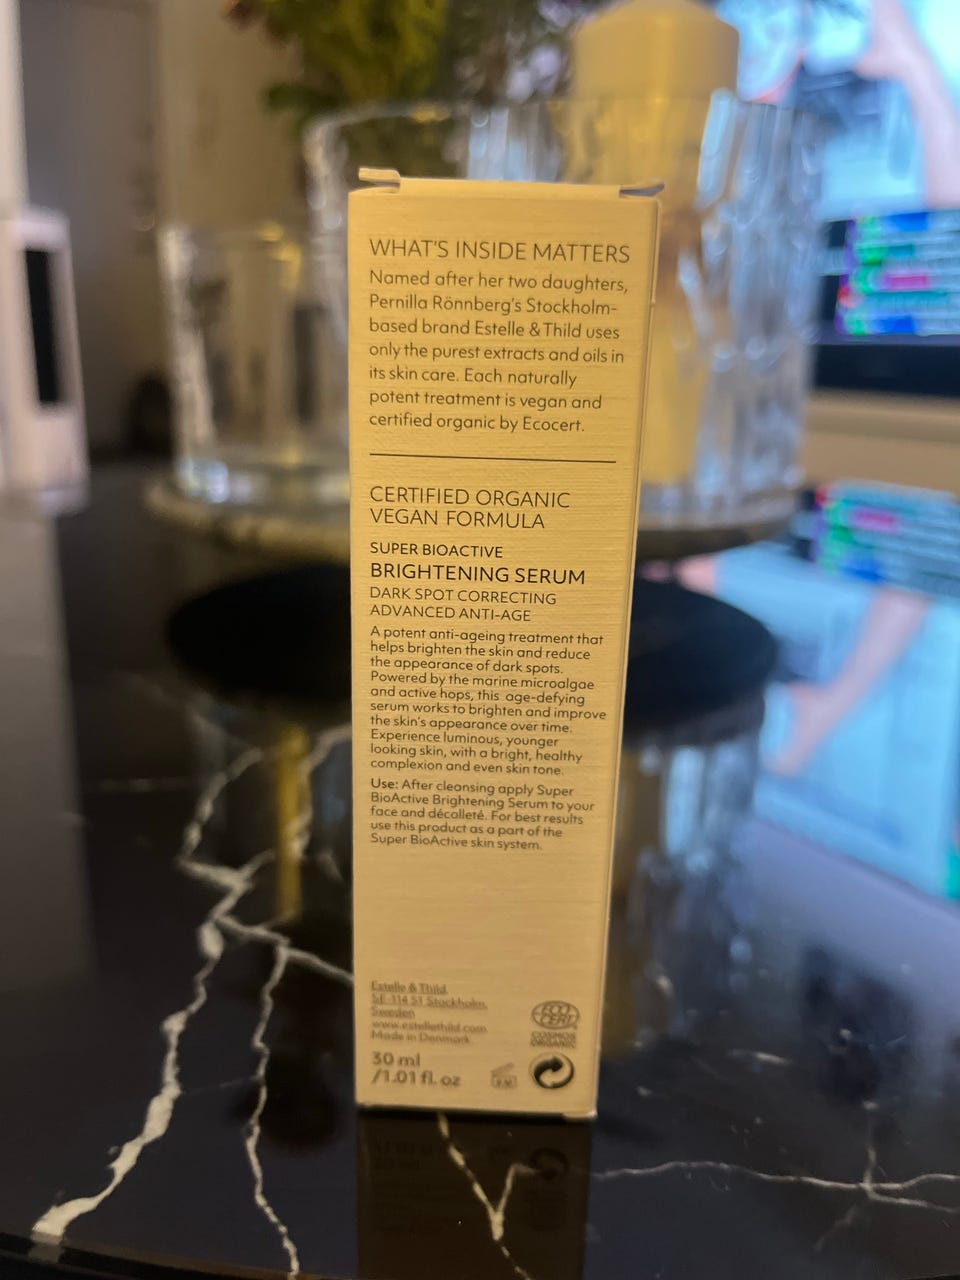 WHAT'S INSIDE MATTERS
Named after her two daughters,
Pernilla Rönnberg's Stockholm-
based brand Estelle & Thild uses
only the purest extracts and oils in
its skin care. Each naturally
potent treatment is vegan and
certified organic by Ecocert.
CERTIFIED ORGANIC
VEGAN FORMULA
SUPER BIOACTIVE
BRIGHTENING SERUM
DARK SPOT CORRECTING
ADVANCED ANTI-AGE
A potent anti-ageing treatment that
helps brighten the skin and reduce
the appearance of dark spots.
Powered by the marine microalgae
and active hops, this age-defying
serum works to brighten and improve
the skin's appearance over time.
Experience luminous, younger
looking skin, with a bright, healthy
complexion and even skin tone.
Use: After cleansing apply Super
BioActive Brightening Serum to your
face and décolleté. For best results
use this product as a part of the
Super BioActive skin system.
Estelle & Thild,
SE-114 51 Stockholm,
Sweden
www.estellethild.com
Made in Denmark
30 ml
/1.01 fl. oz
ECO
CERT
COSMOS
ORGANIC